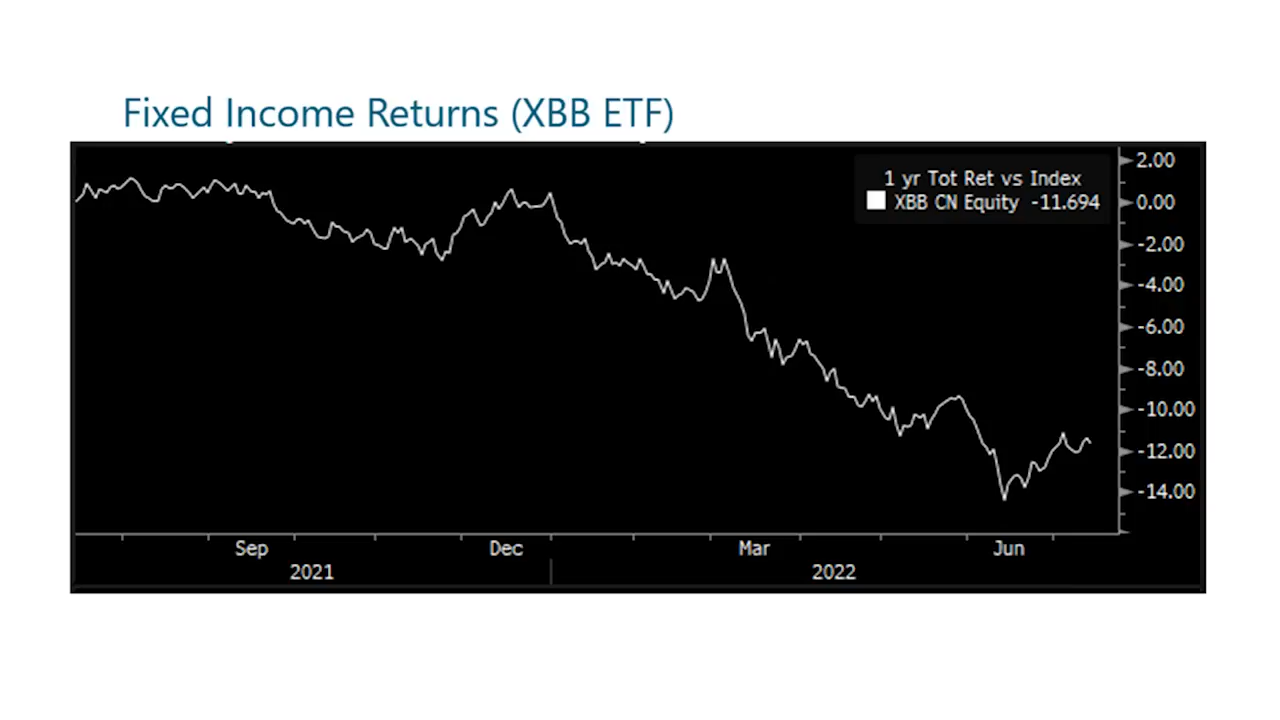 Fixed Income Returns (XBB ETF)
1 yr Tot Ret vs Index
XBB CN Equity -11.694
2.00
0.00
-2.00
-4.00
-6.00
-8.00
-10.00
-12.00
-14.00
Sep Dec Mar Jun
2021 2022